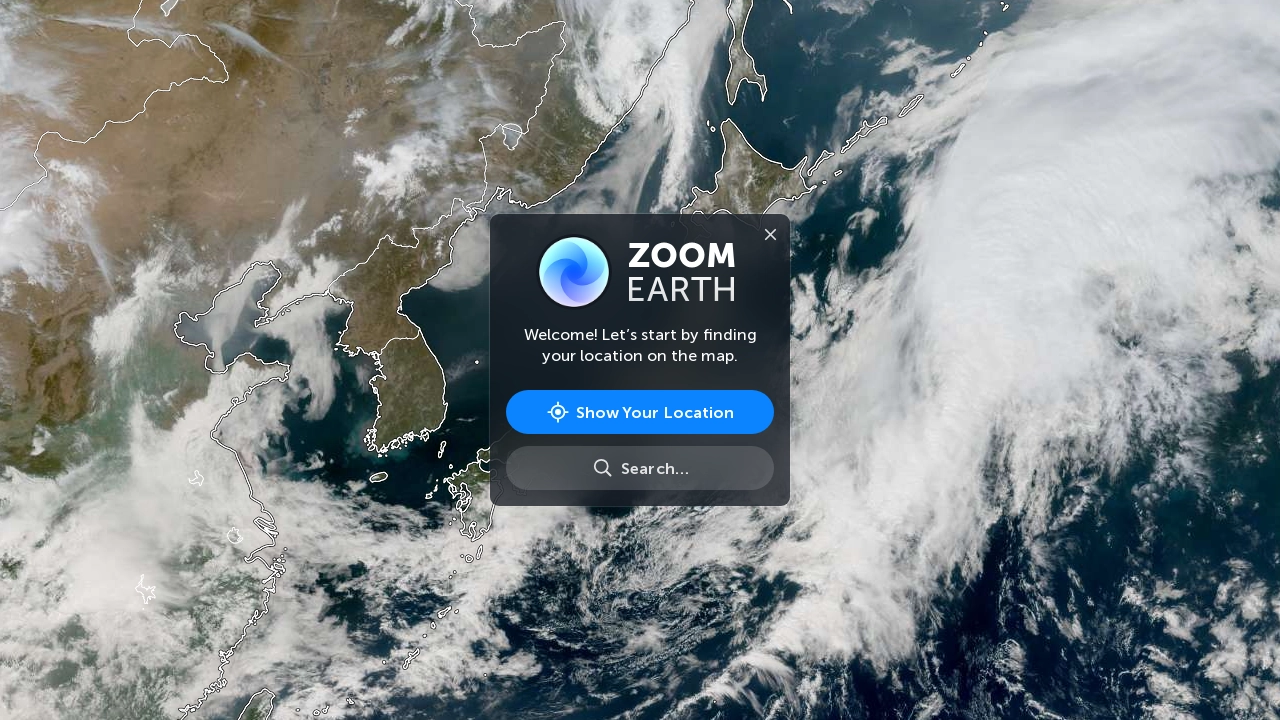 ZOOM
EARTH
Welcome! Let’s start by finding
your location on the map.
Show Your Location
Search...